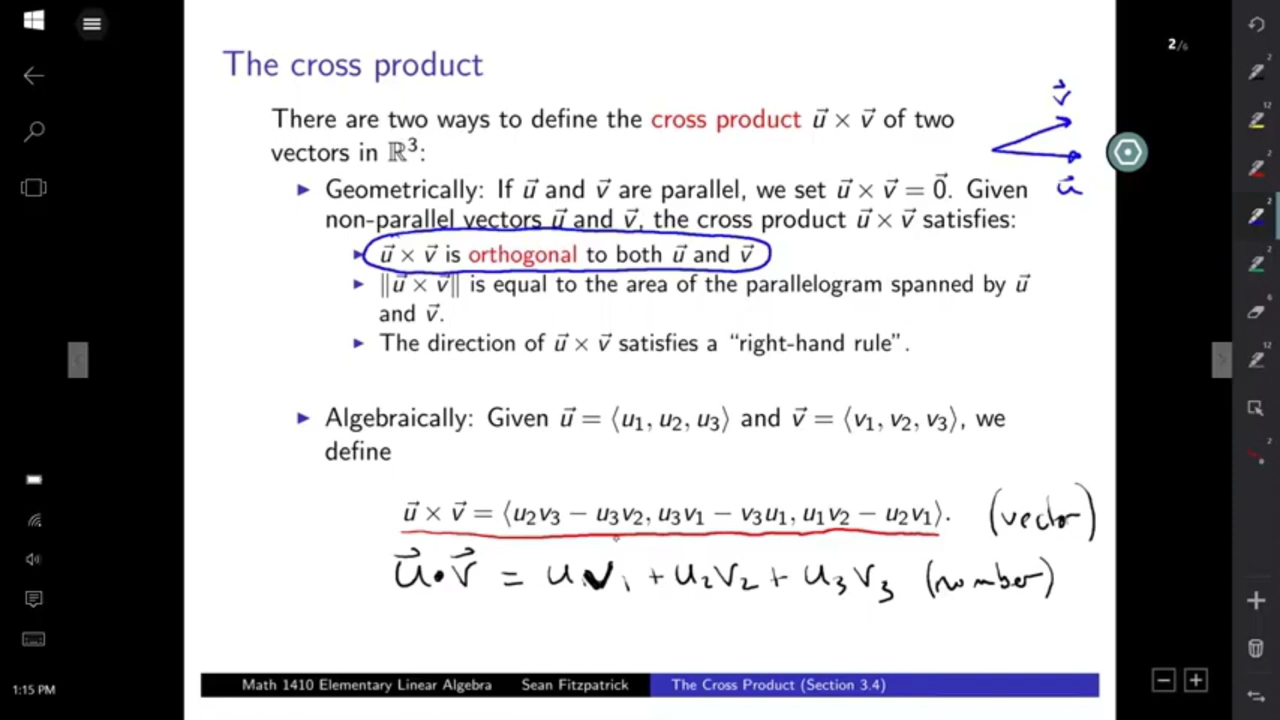 2/6
The cross product
There are two ways to define the cross product u⃗ × v⃗ of two
vectors in ℝ³:
v⃗
u⃗
▶ Geometrically: If u⃗ and v⃗ are parallel, we set u⃗ × v⃗ = 0⃗. Given
non-parallel vectors u⃗ and v⃗, the cross product u⃗ × v⃗ satisfies:
▶ u⃗ × v⃗ is orthogonal to both u⃗ and v⃗
▶ ‖u⃗ × v⃗‖ is equal to the area of the parallelogram spanned by u⃗
and v⃗.
▶ The direction of u⃗ × v⃗ satisfies a “right-hand rule”.
▶ Algebraically: Given u⃗ = ⟨u₁, u₂, u₃⟩ and v⃗ = ⟨v₁, v₂, v₃⟩, we
define
u⃗ × v⃗ = ⟨u₂v₃ − u₃v₂, u₃v₁ − v₃u₁, u₁v₂ − u₂v₁⟩. (vector)
u⃗ • v⃗ = u₁v₁ + u₂v₂ + u₃v₃ (number)
1:15 PM
Math 1410 Elementary Linear Algebra Sean Fitzpatrick The Cross Product (Section 3.4)